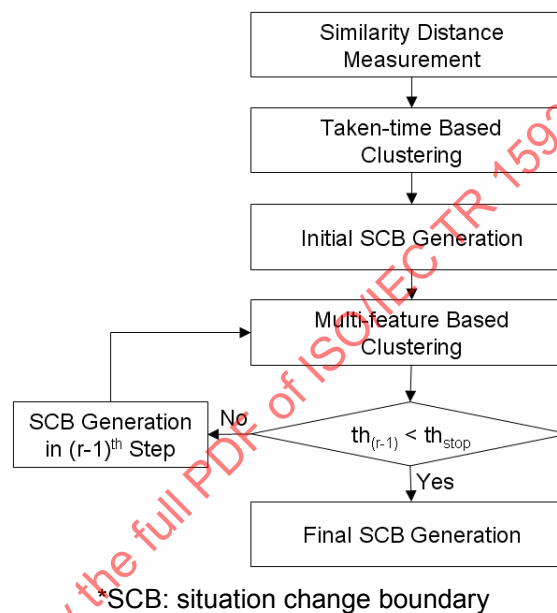 Similarity Distance
Measurement
Taken-time Based
Clustering
Initial SCB Generation
Multi-feature Based
Clustering
SCB Generation
in (r-1)th Step
No
th(r-1) < thstop
Yes
Final SCB Generation
*SCB: situation change boundary
the full PDF of ISO/IEC TR 1593